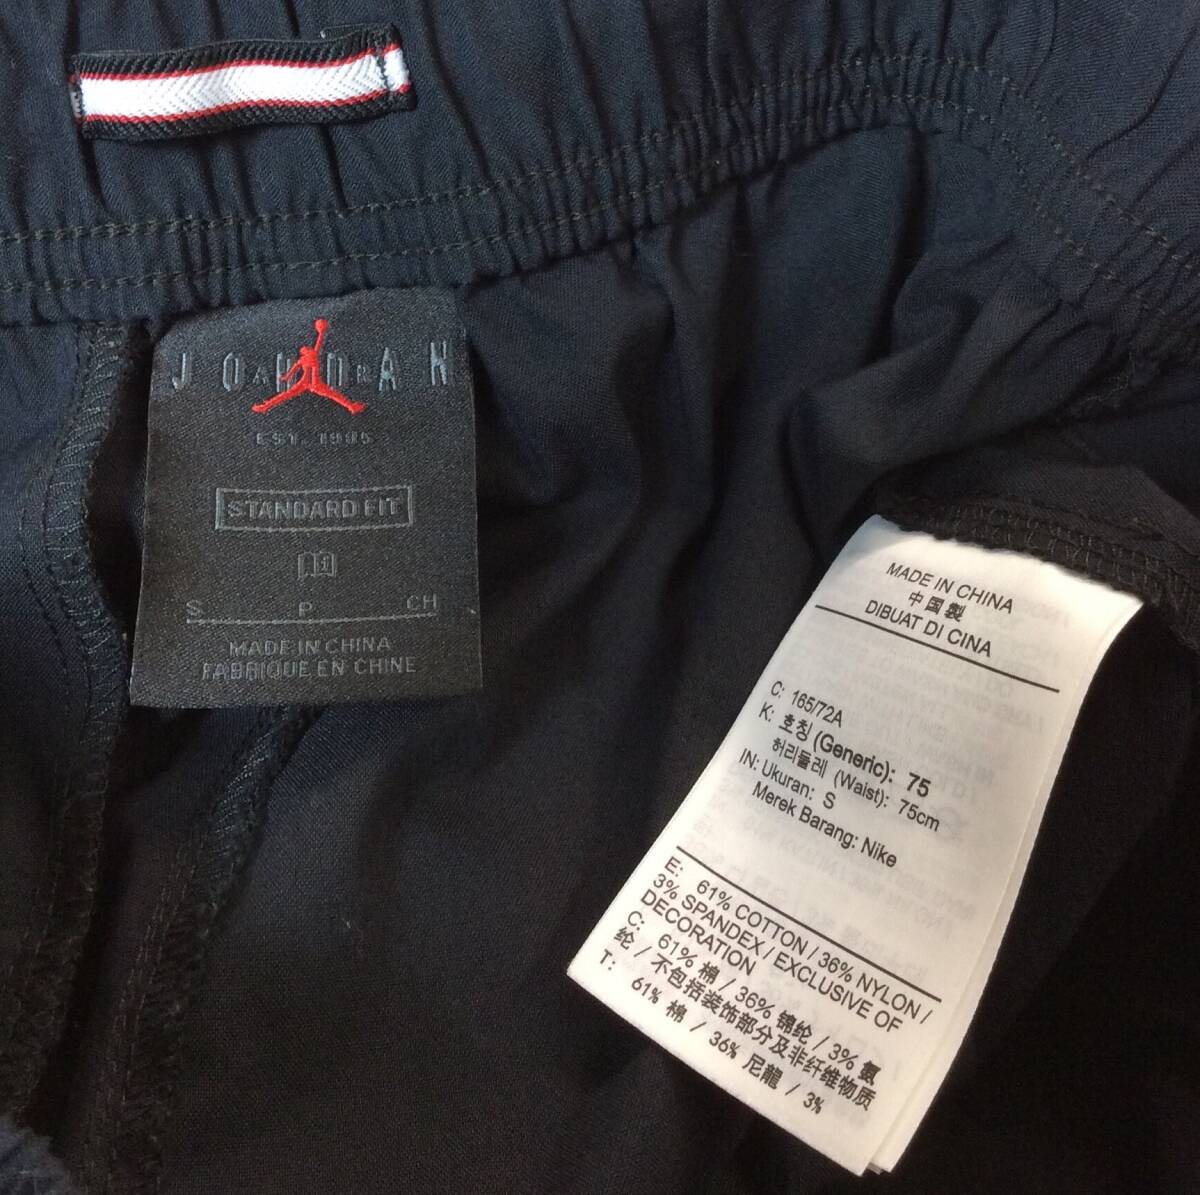 JORDAN
EST. 1985
STANDARD FIT
S P CH
MADE IN CHINA
FABRIQUE EN CHINE
MADE IN CHINA
中国製
DIBUAT DI CINA
C: 165/72A
K: 호칭 (Generic): 75
허리둘레 (Waist): 75cm
IN: Ukuran: S
Merek Barang: Nike
E: 61% COTTON / 36% NYLON /
3% SPANDEX / EXCLUSIVE OF
DECORATION
C: 61% 棉 / 36% 锦纶 / 3% 氨
纶 / 不包括装饰部分及非纤维物质
T: 61% 棉 / 36% 尼龍 / 3%